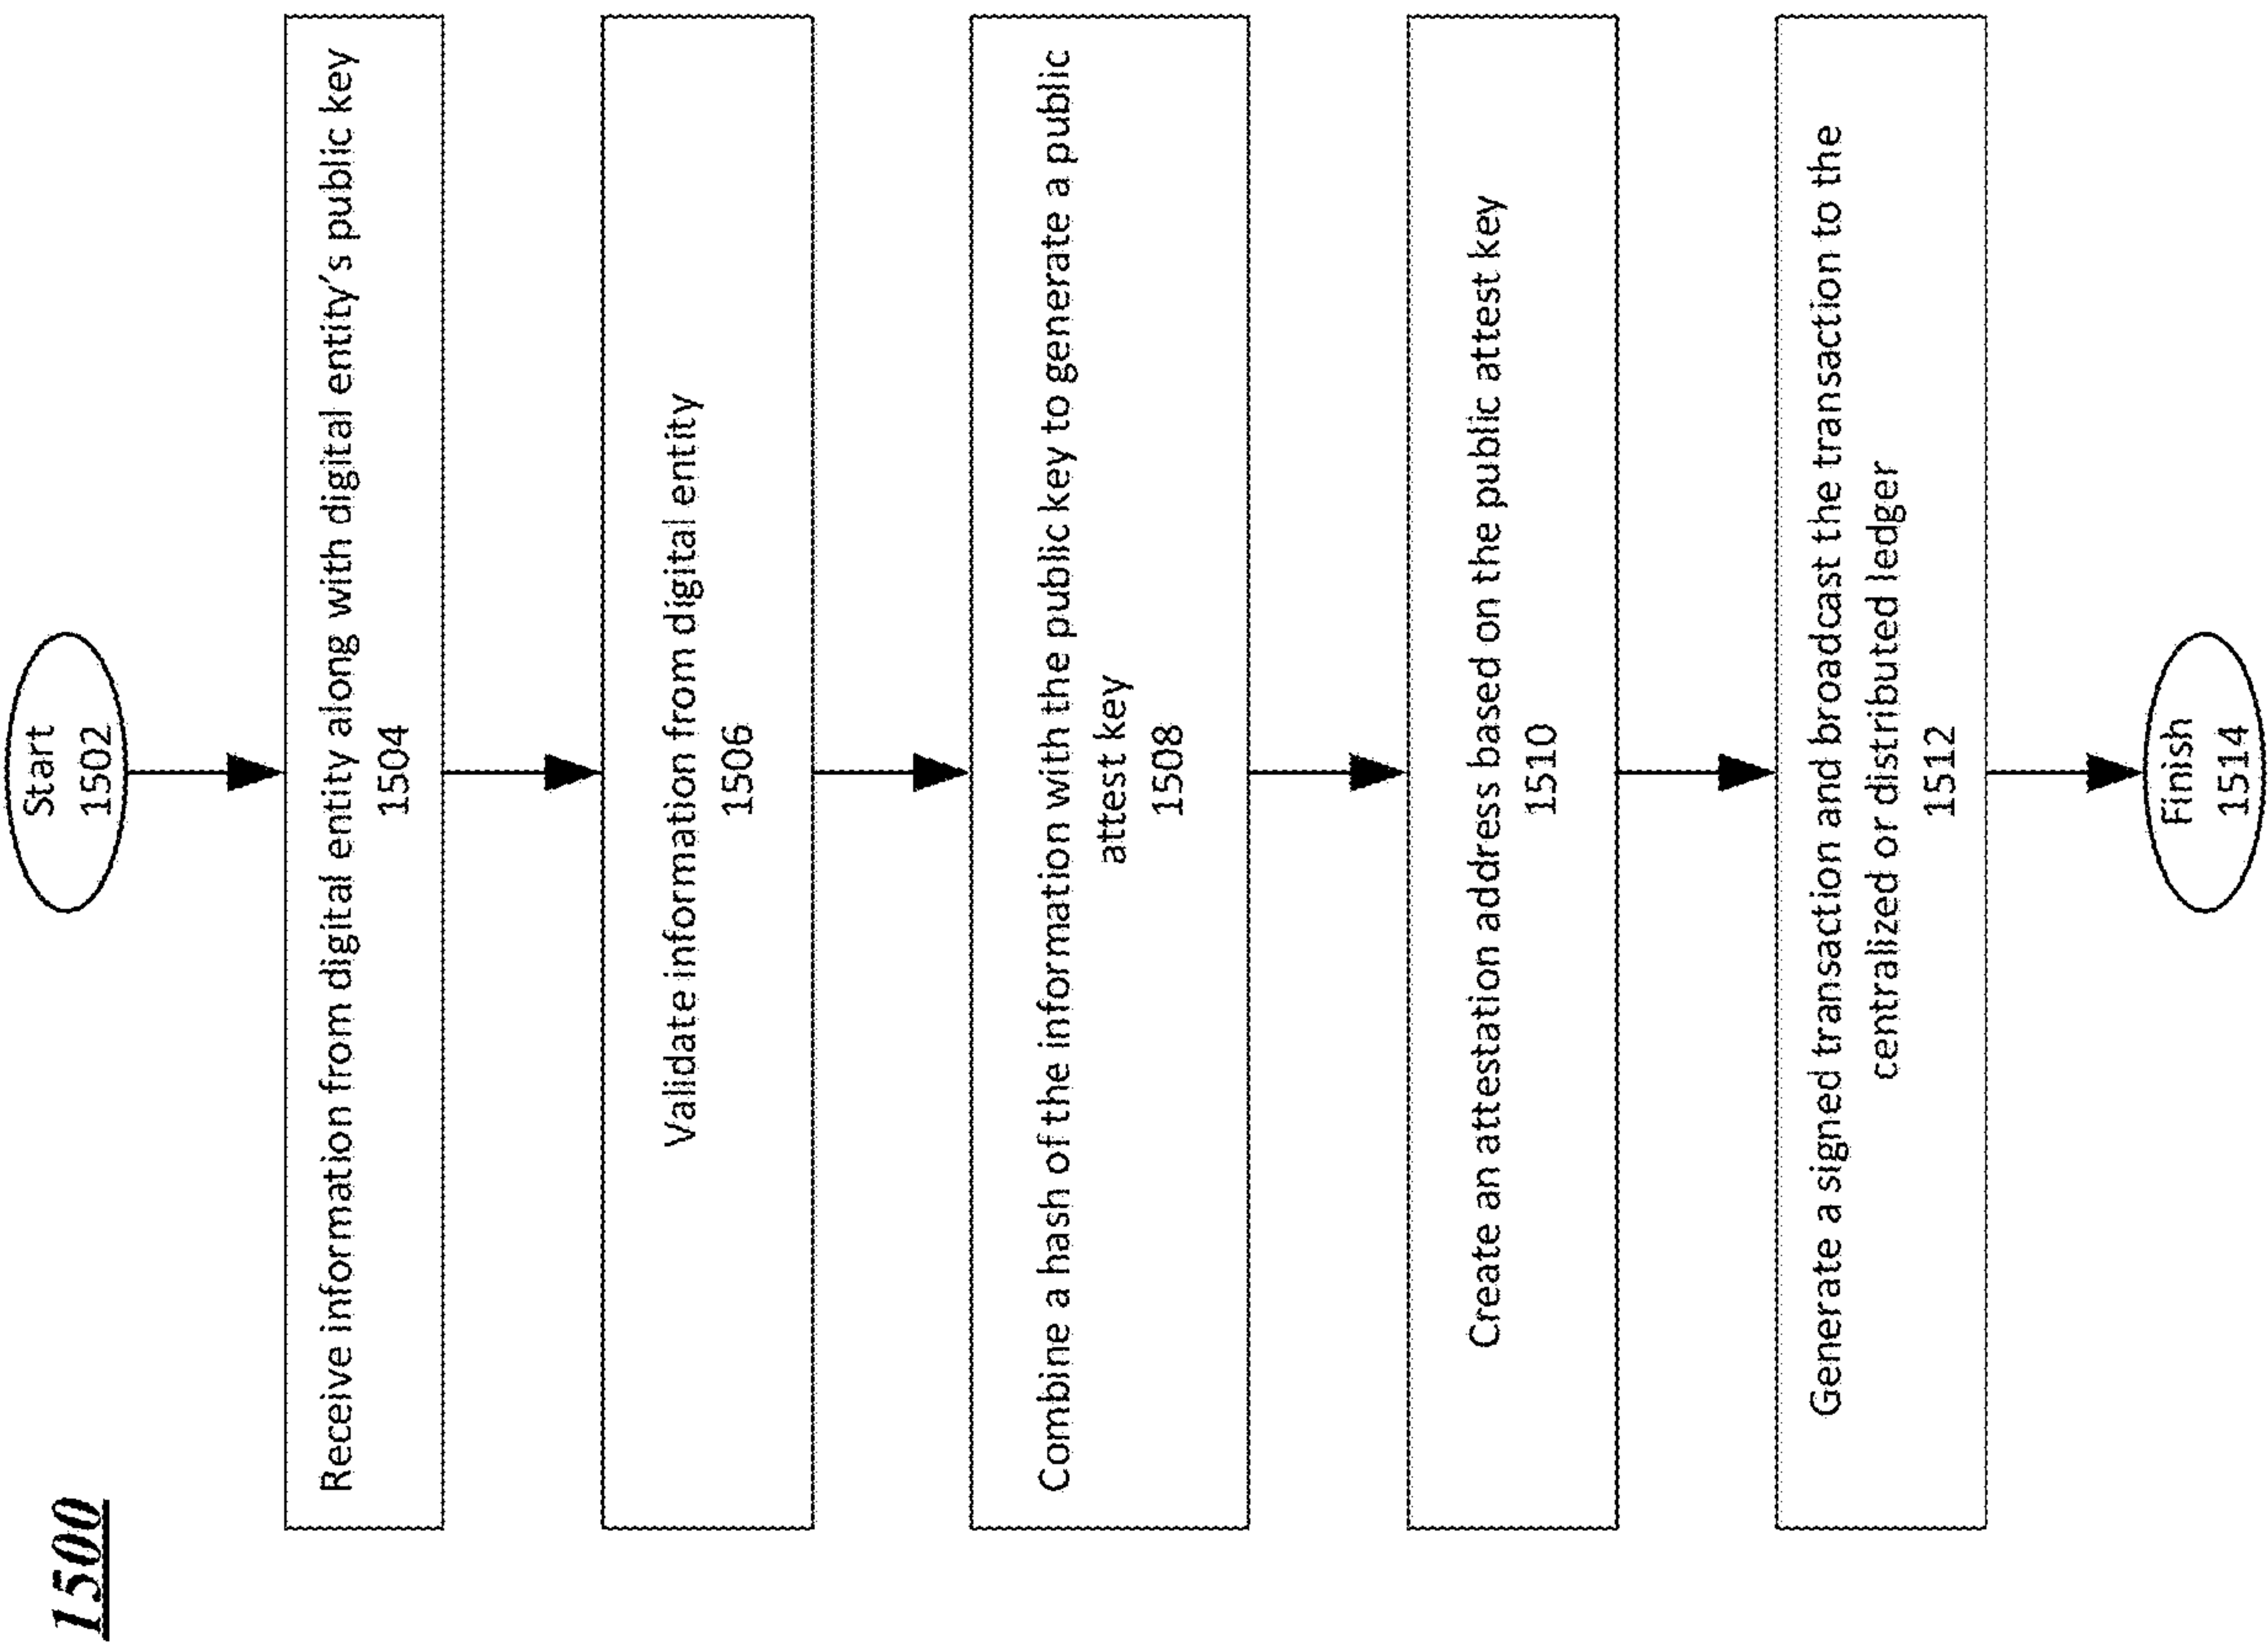 1500
Start
1502
Receive information from digital entity along with digital entity's public key
1504
Validate information from digital entity
1506
Combine a hash of the information with the public key to generate a public
attest key
1508
Create an attestation address based on the public attest key
1510
Generate a signed transaction and broadcast the transaction to the
centralized or distributed ledger
1512
Finish
1514